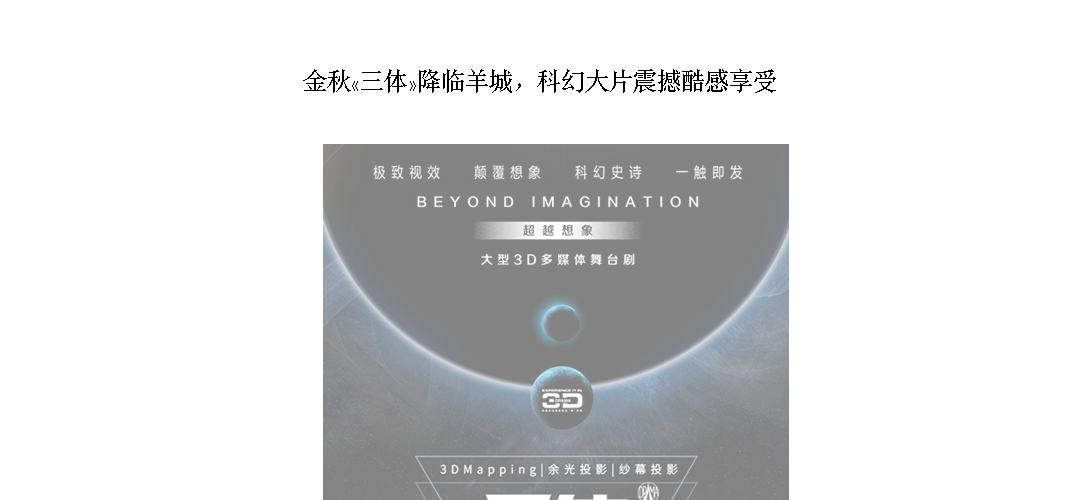 金秋《三体》降临羊城，科幻大片震撼酷感享受
极致视效 颠覆想象 科幻史诗 一触即发
BEYOND IMAGINATION
超越想象
大型3D多媒体舞台剧
EXPERIENCE IT IN
3D
3DMapping|余光投影|纱幕投影